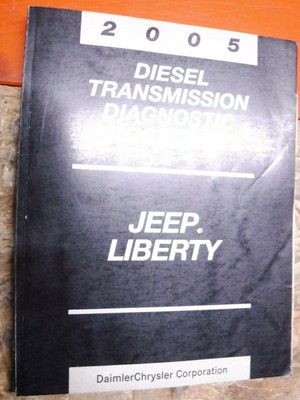 2005
DIESEL
TRANSMISSION
DIAGNOSTIC
JEEP.
LIBERTY
DaimlerChrysler Corporation